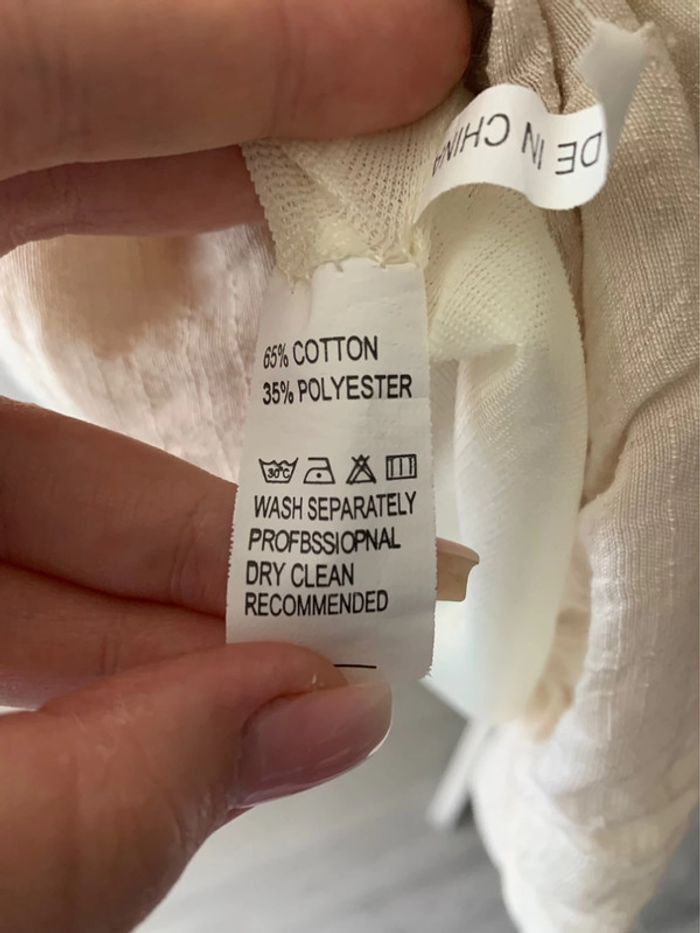 DE IN CHINA
65% COTTON
35% POLYESTER
30°C
WASH SEPARATELY
PROFBSSIOPNAL
DRY CLEAN
RECOMMENDED